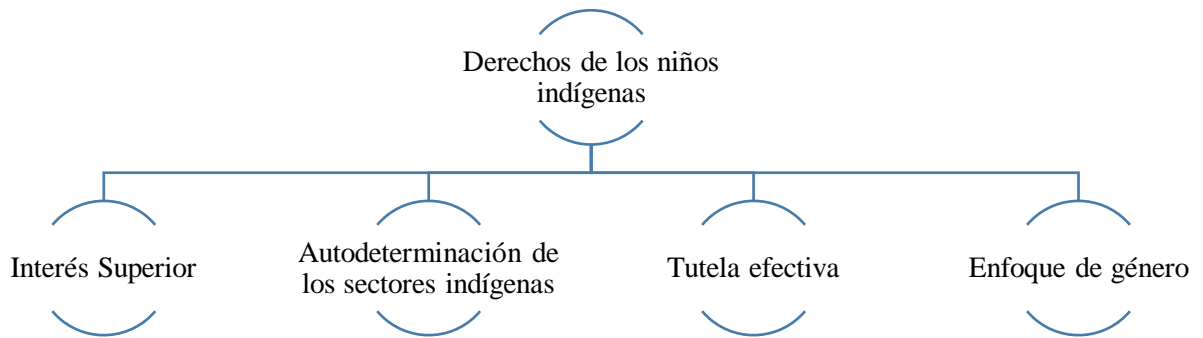 Derechos de los niños
indígenas
Interés Superior
Autodeterminación de
los sectores indígenas
Tutela efectiva
Enfoque de género